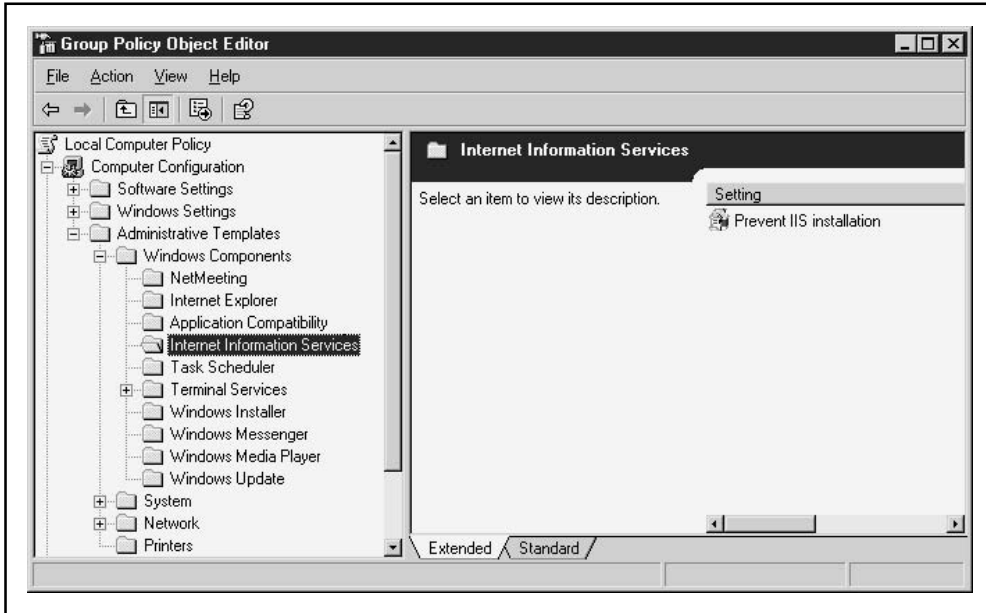 Group Policy Object Editor
File Action View Help
Local Computer Policy
Computer Configuration
Software Settings
Windows Settings
Administrative Templates
Windows Components
NetMeeting
Internet Explorer
Application Compatibility
Internet Information Services
Task Scheduler
Terminal Services
Windows Installer
Windows Messenger
Windows Media Player
Windows Update
System
Network
Printers
Internet Information Services
Select an item to view its description.
Setting
Prevent IIS installation
Extended Standard